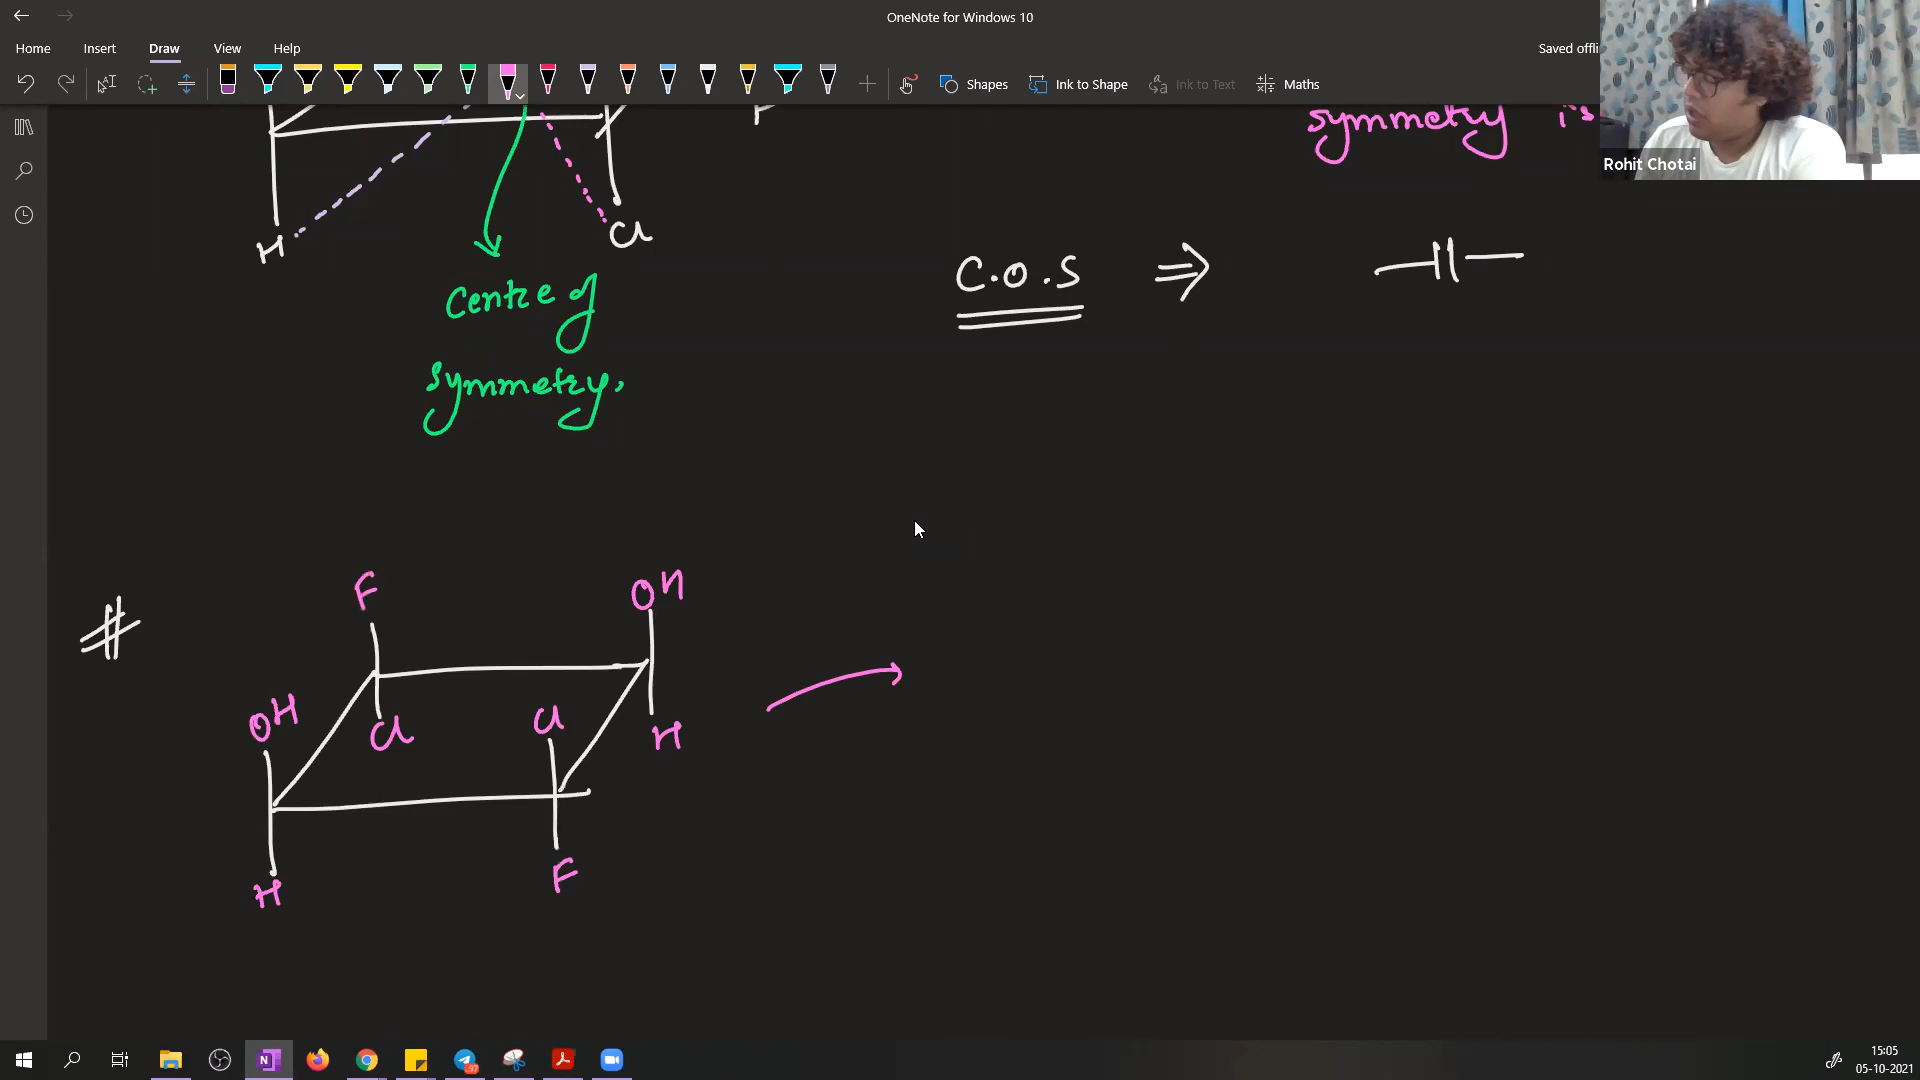 OneNote for Windows 10
Home Insert Draw View Help
Saved offli
Shapes Ink to Shape Ink to Text Maths
symmetry is
Rohit Chotai
H
Cl
F
Centre of
symmetry,
C.O.S ⇒
#
F
OH
OH
Cl
Cl
H
H
F
15:05
05-10-2021